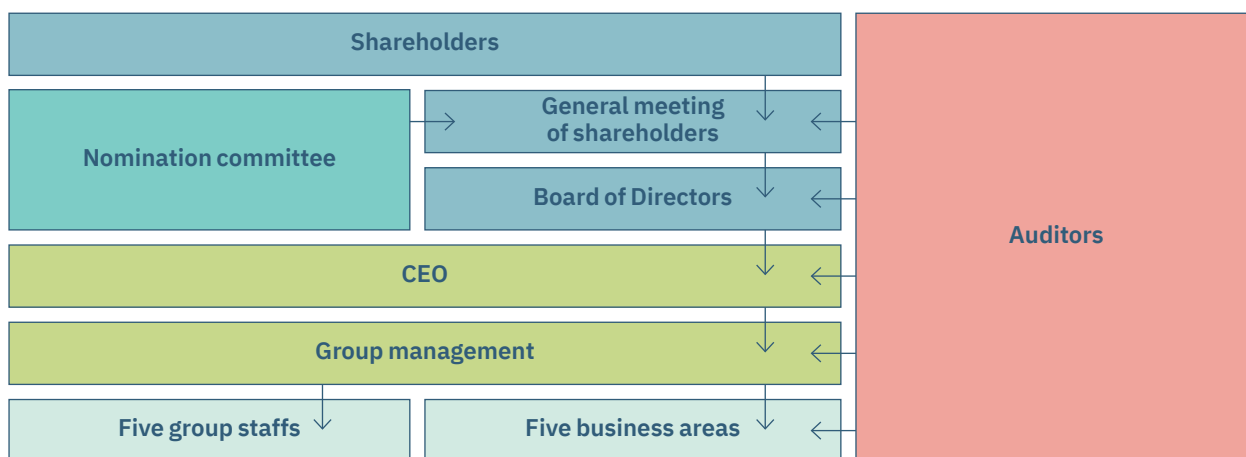 Shareholders
General meeting
of shareholders
Nomination committee
Board of Directors
Auditors
CEO
Group management
Five group staffs
Five business areas